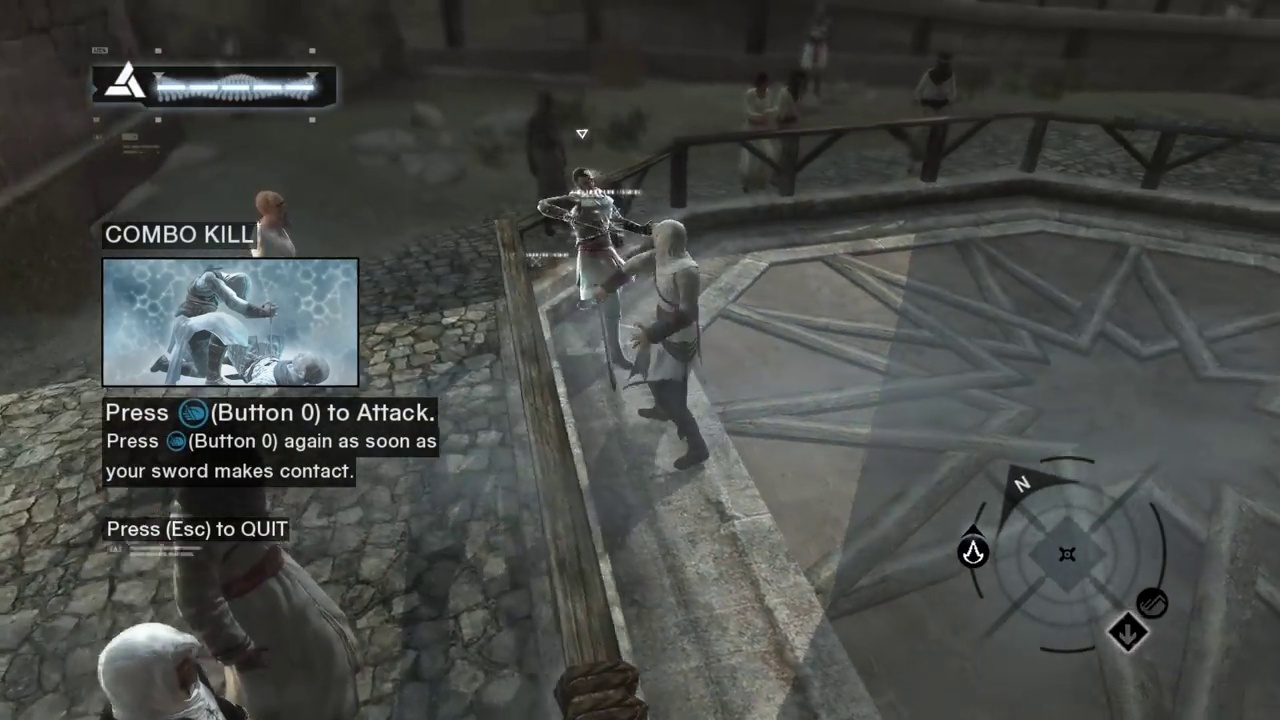 COMBO KILL
Press (Button 0) to Attack.
Press (Button 0) again as soon as
your sword makes contact.
Press (Esc) to QUIT
N